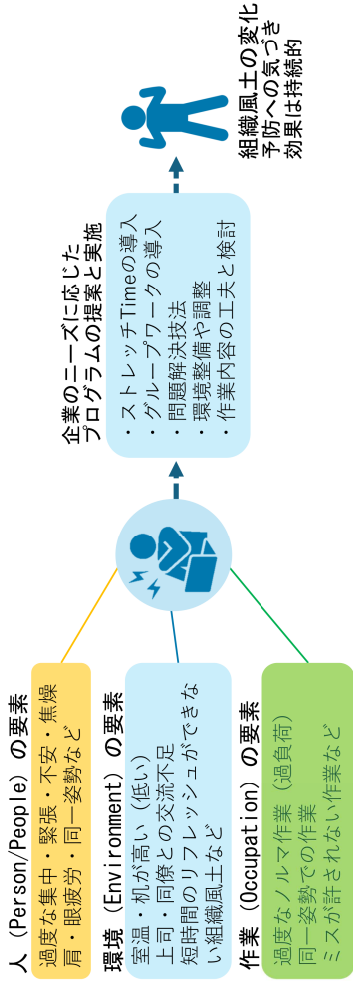 人（Person/People）の要素
過度な集中・緊張・不安・焦燥
肩・眼疲労・同一姿勢など
環境（Environment）の要素
室温・机が高い（低い）
上司・同僚との交流不足
短時間のリフレッシュができな
い組織風土など
作業（Occupation）の要素
過度なノルマ作業（過負荷）
同一姿勢での作業
ミスが許されない作業など
企業のニーズに応じた
プログラムの提案と実施
・ストレッチTimeの導入
・グループワークの導入
・問題解決技法
・環境整備や調整
・作業内容の工夫と検討
組織風土の変化
予防への気づき
効果は持続的